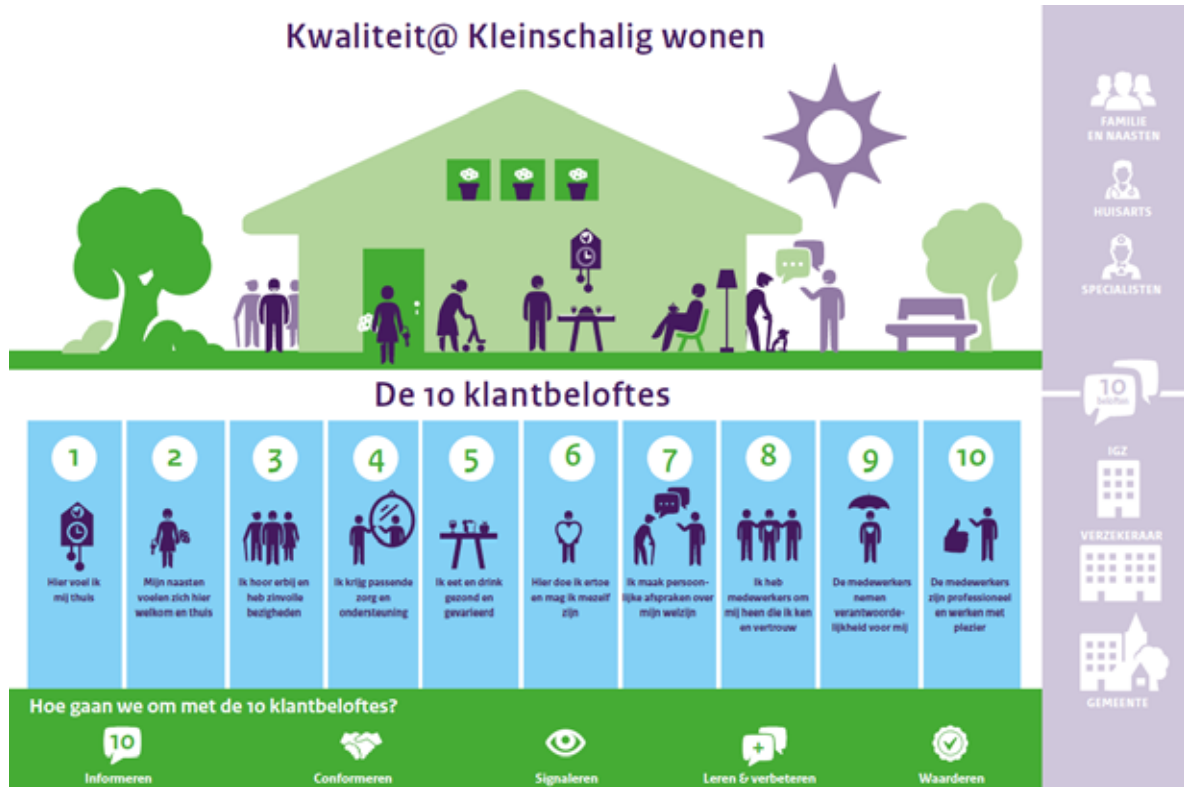 Kwaliteit@ Kleinschalig wonen
De 10 klantbeloftes
1
Hier voel ik
mij thuis
2
Mijn naasten
voelen zich hier
welkom en thuis
3
Ik hoor erbij en
heb zinvolle
bezigheden
4
Ik krijg passende
zorg en
ondersteuning
5
Ik eet en drink
gezond en
gevarieerd
6
Hier doe ik ertoe
en mag ik mezelf
zijn
7
Ik maak persoon-
lijke afspraken over
mijn welzijn
8
Ik heb
medewerkers om
mij heen die ik ken
en vertrouw
9
De medewerkers
nemen
verantwoorde-
lijkheid voor mij
10
De medewerkers
zijn professioneel
en werken met
plezier
Hoe gaan we om met de 10 klantbeloftes?
10
Informeren
Conformeren
Signaleren
Leren & verbeteren
Waarderen
FAMILIE
EN NAASTEN
HUISARTS
SPECIALISTEN
10
beloftes
IGZ
VERZEKERAAR
GEMEENTE